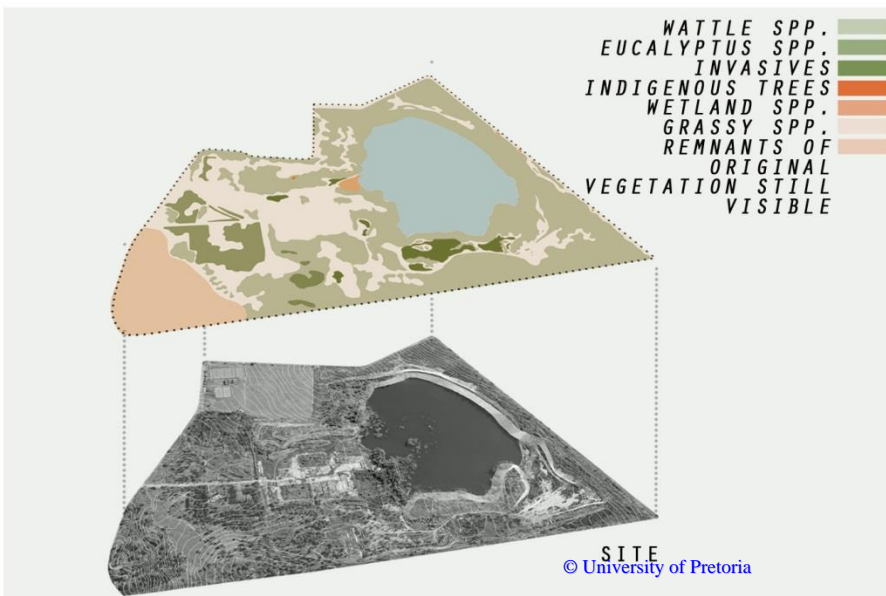 WATTLE SPP.
EUCALYPTUS SPP.
INVASIVES
INDIGENOUS TREES
WETLAND SPP.
GRASSY SPP.
REMNANTS OF
ORIGINAL
VEGETATION STILL
VISIBLE
SITE
© University of Pretoria